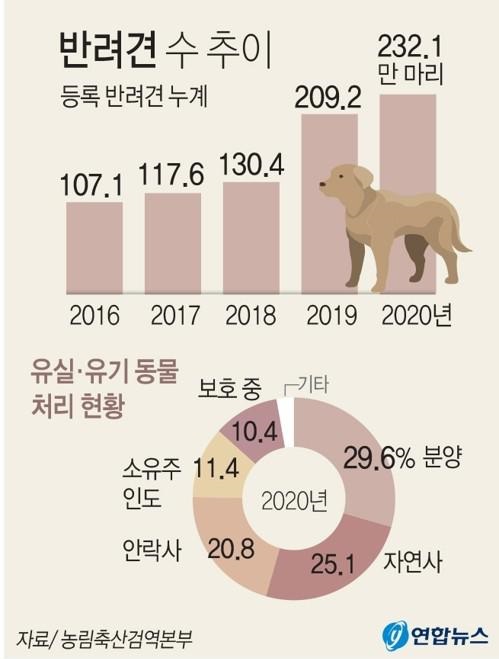 반려견 수 추이
등록 반려견 누계
107.1
117.6
130.4
209.2
232.1
만 마리
2016
2017
2018
2019
2020년
유실·유기 동물
처리 현황
보호 중
기타
10.4
29.6% 분양
소유주
인도
11.4
2020년
안락사
20.8
25.1
자연사
자료/ 농림축산검역본부
연합뉴스